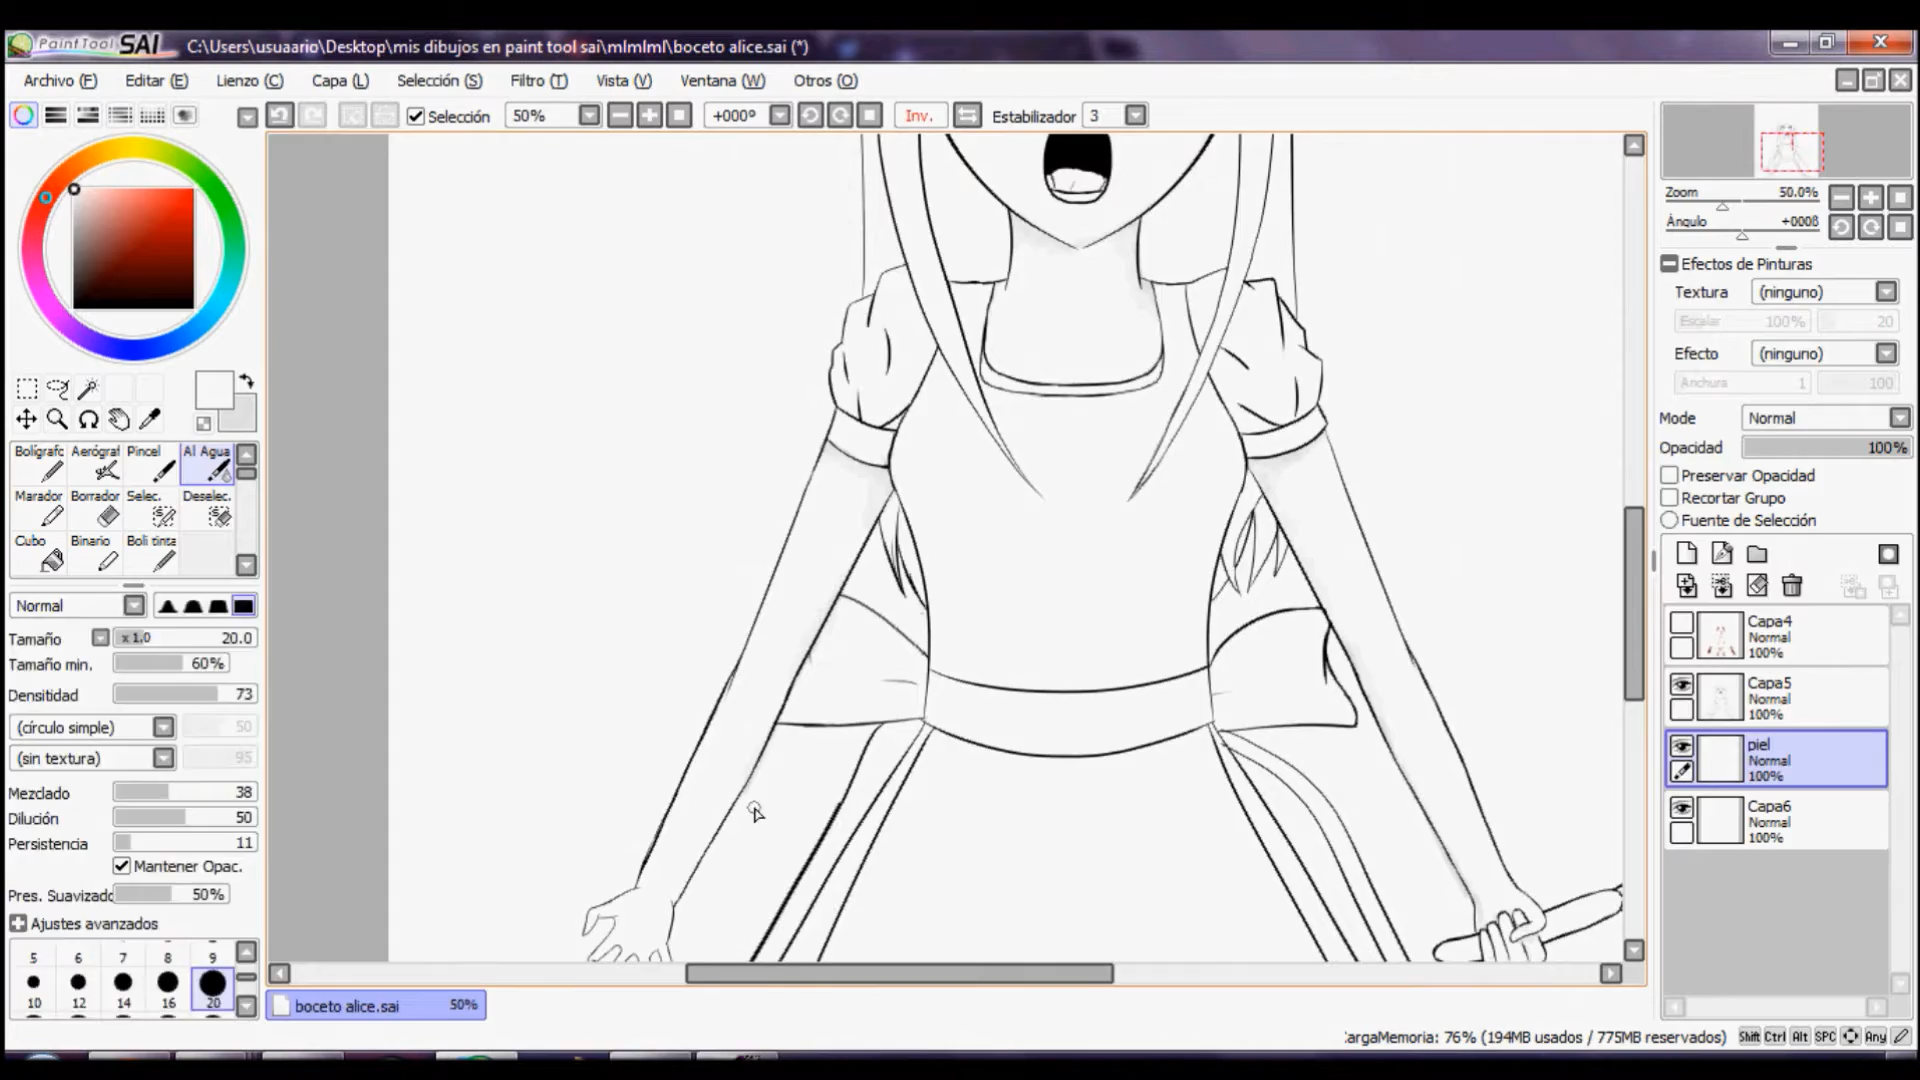 PaintTool SAI C:\Users\usuaario\Desktop\mis dibujos en paint tool sai\mlmlml\boceto alice.sai (*)
Archivo (F) Editar (E) Lienzo (C) Capa (L) Selección (S) Filtro (T) Vista (V) Ventana (W) Otros (O)
Selección 50% +000º Inv. Estabilizador 3
Zoom 50.0%
Ángulo +000ß
Efectos de Pinturas
Textura (ninguno)
Escalar 100% 20
Efecto (ninguno)
Anchura 1 100
Mode Normal
Opacidad 100%
Preservar Opacidad
Recortar Grupo
Fuente de Selección
Bolígrafc Aerógraf Pincel Al Agua
Marador Borrador Selec. Deselec.
Cubo Binario Boli tinta
Normal
Tamaño x 1.0 20.0
Tamaño min. 60%
Densitidad 73
(círculo simple) 50
(sin textura) 95
Mezclado 38
Dilución 50
Persistencia 11
Mantener Opac.
Pres. Suavizado 50%
Ajustes avanzados
5 6 7 8 9
10 12 14 16 20
Capa4
Normal
100%
Capa5
Normal
100%
piel
Normal
100%
Capa6
Normal
100%
boceto alice.sai 50%
argaMemoria: 76% (194MB usados / 775MB reservados) Shift Ctrl Alt SPC Any